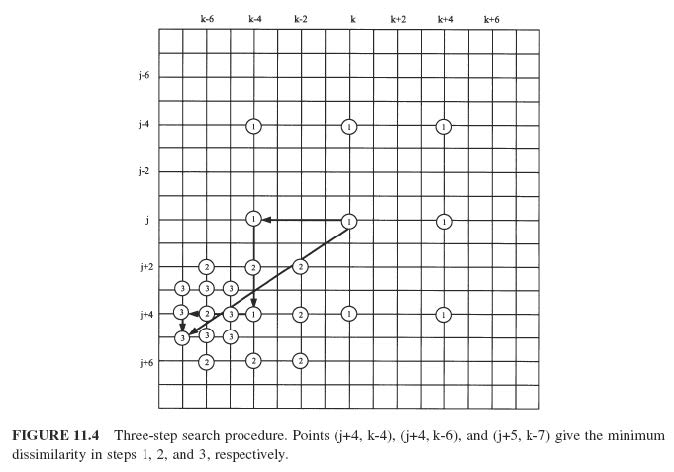 k-6 k-4 k-2 k k+2 k+4 k+6
j-6
j-4 1 1 1
j-2
j 1 1 1
j+2 2 2 2
3 3 3
j+4 3 2 3 1 2 1 1
3 3 3
j+6 2 2 2
FIGURE 11.4 Three-step search procedure. Points (j+4, k-4), (j+4, k-6), and (j+5, k-7) give the minimum
dissimilarity in steps 1, 2, and 3, respectively.